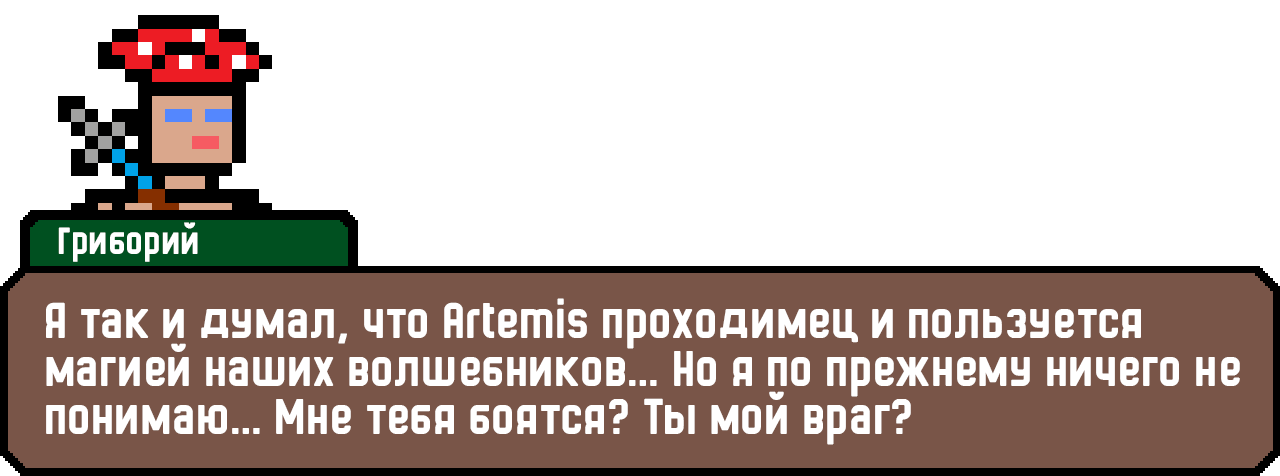 Гриборий
Я так и думал, что Artemis проходимец и пользуется
магией наших волшебников... Но я по прежнему ничего не
понимаю... Мне тебя боятся? Ты мой враг?